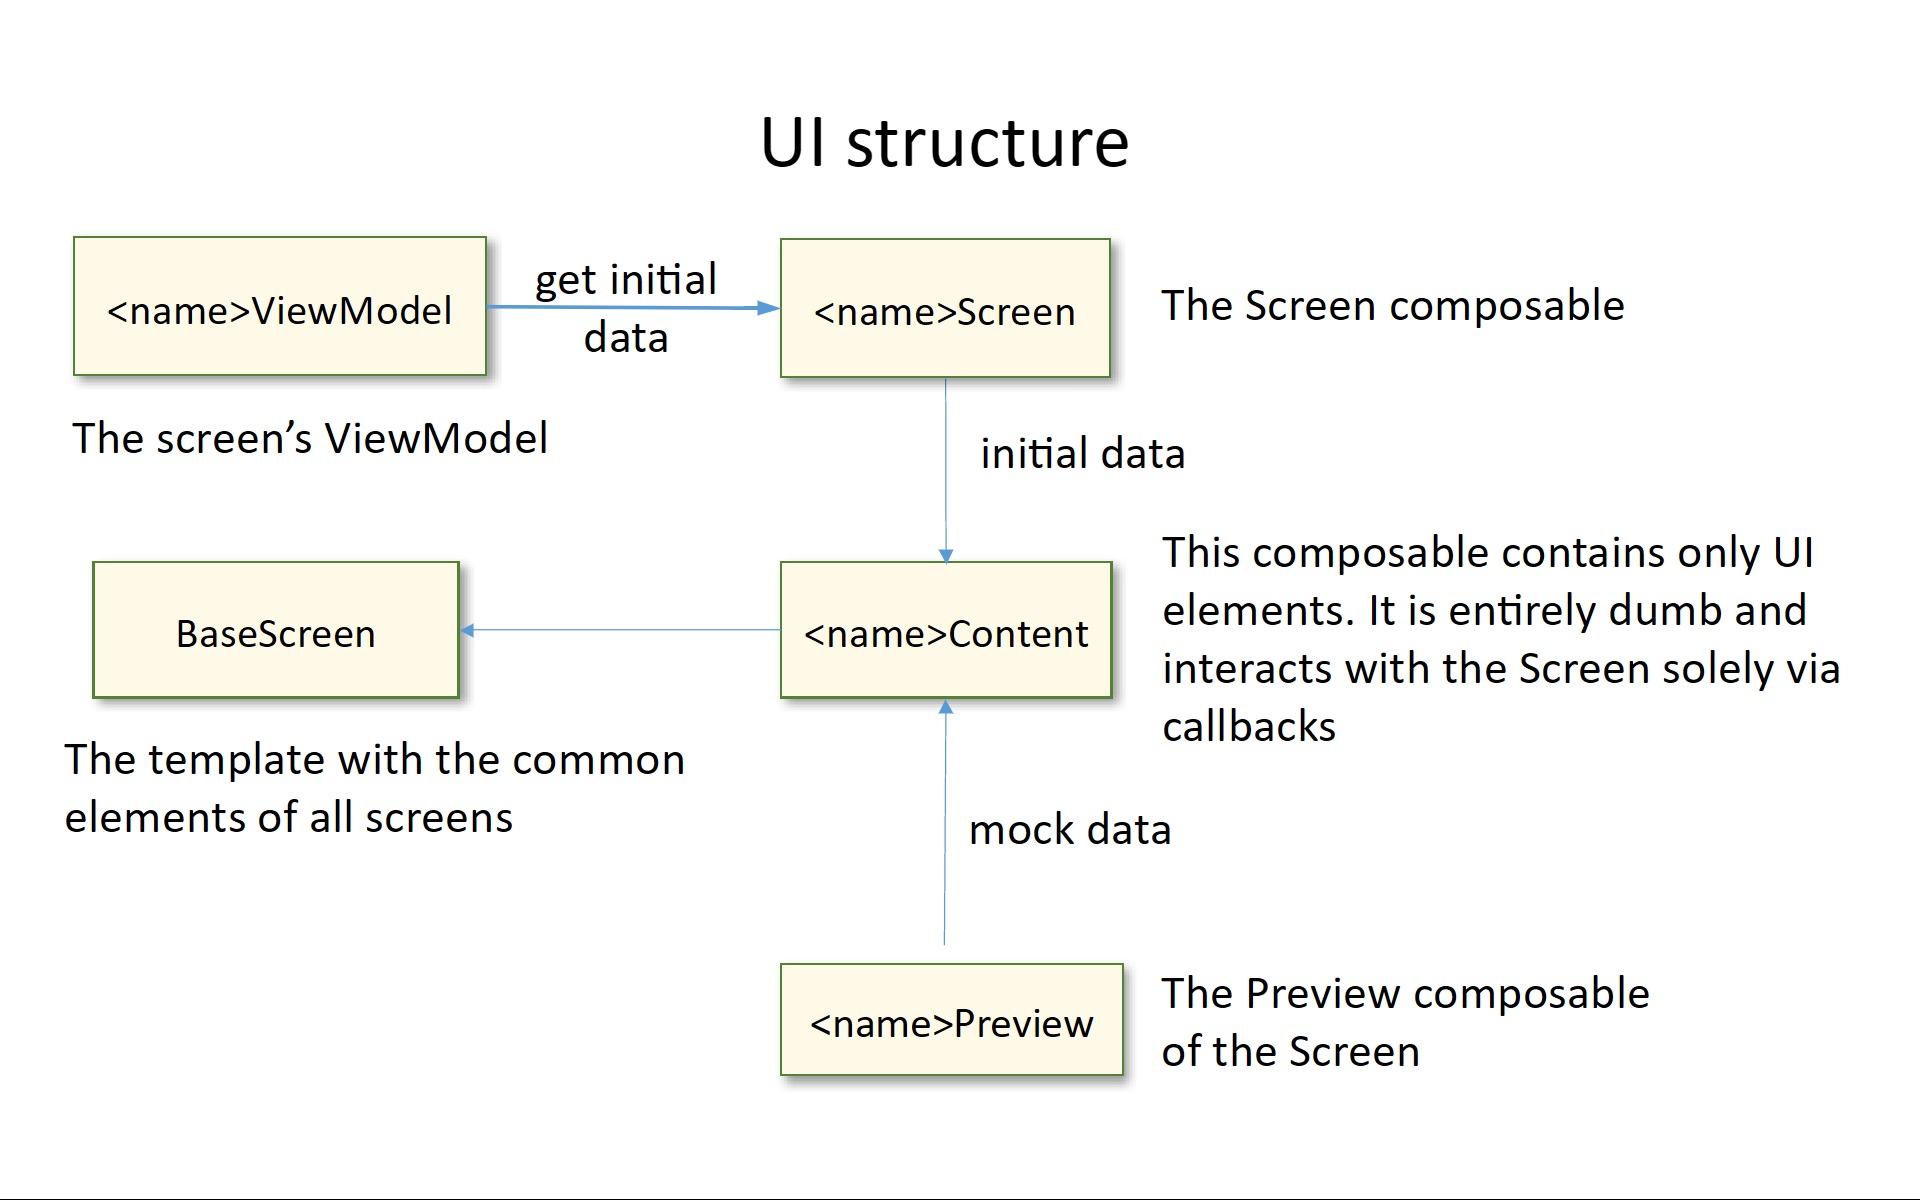 UI structure
<name>ViewModel
get initial
data
<name>Screen
The Screen composable
The screen’s ViewModel
initial data
BaseScreen
<name>Content
This composable contains only UI
elements. It is entirely dumb and
interacts with the Screen solely via
callbacks
The template with the common
elements of all screens
mock data
<name>Preview
The Preview composable
of the Screen